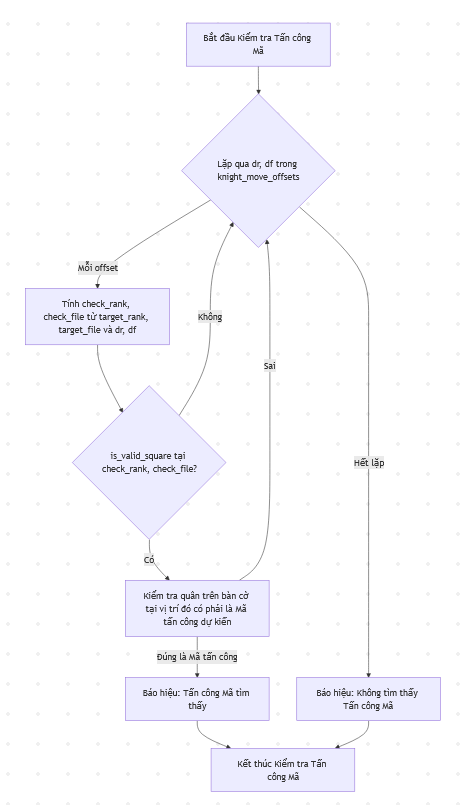 Bắt đầu Kiểm tra Tấn công
Mã
Lặp qua dr, df trong
knight_move_offsets
Mỗi offset
Tính check_rank,
check_file từ target_rank,
target_file và dr, df
Không
Sai
is_valid_square tại
check_rank, check_file?
Hết lặp
Có
Kiểm tra quân trên bàn cờ
tại vị trí đó có phải là Mã
tấn công dự kiến
Đúng là Mã tấn công
Báo hiệu: Tấn công Mã tìm
thấy
Báo hiệu: Không tìm thấy
Tấn công Mã
Kết thúc Kiểm tra Tấn
công Mã